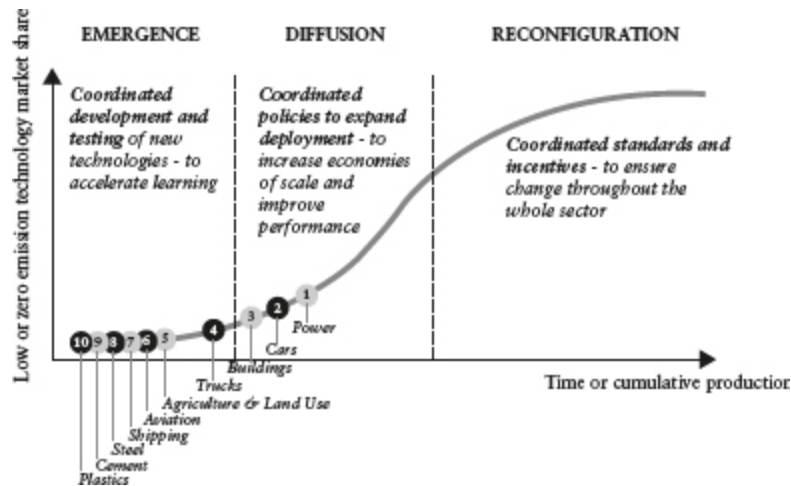 EMERGENCE
DIFFUSION
RECONFIGURATION
Low or zero emission technology market share
Coordinated
development and
testing of new
technologies - to
accelerate learning
Coordinated
policies to expand
deployment - to
increase economies
of scale and
improve
performance
Coordinated standards and
incentives - to ensure
change throughout the
whole sector
10
9
8
7
6
5
4
3
2
1
Power
Cars
Buildings
Trucks
Agriculture & Land Use
Aviation
Shipping
Steel
Cement
Plastics
Time or cumulative production